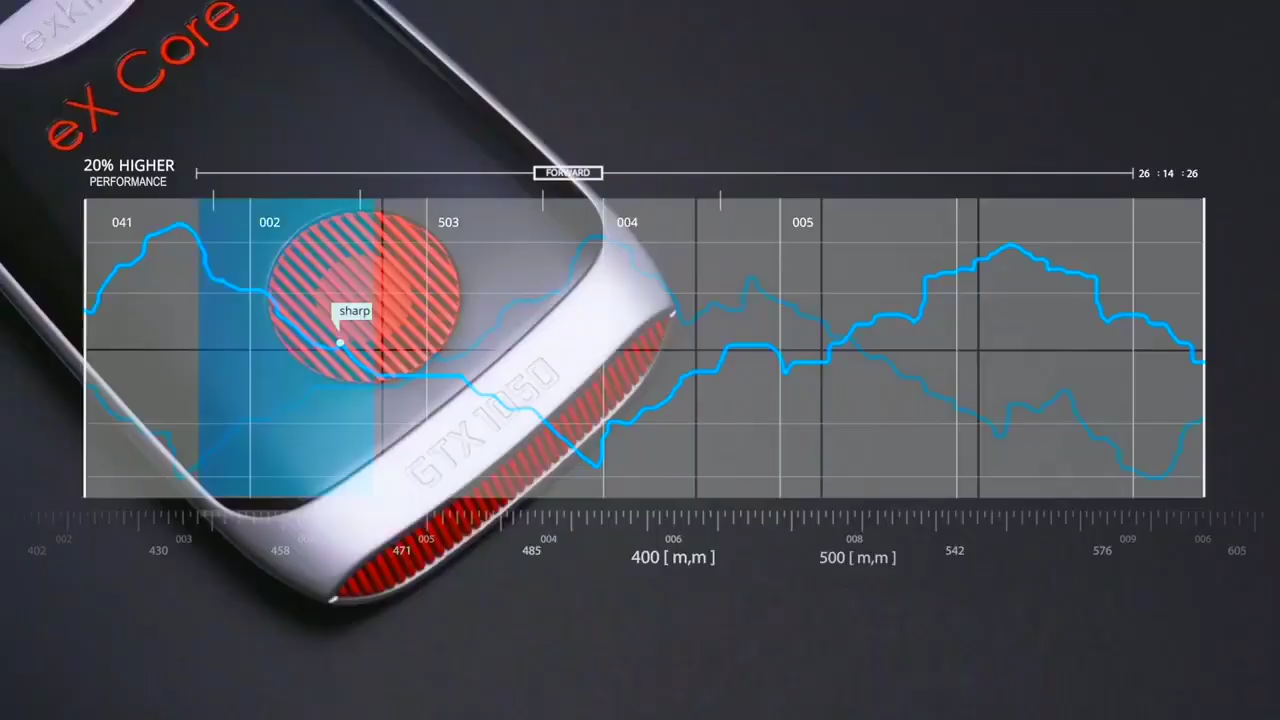 eX Core
20% HIGHER
PERFORMANCE
FORWARD
26 : 14 : 26
041
002
503
004
005
sharp
GTX 1050
002
003
005
004
006
008
009
006
402
430
458
471
485
400 [ m,m ]
500 [ m,m ]
542
576
605